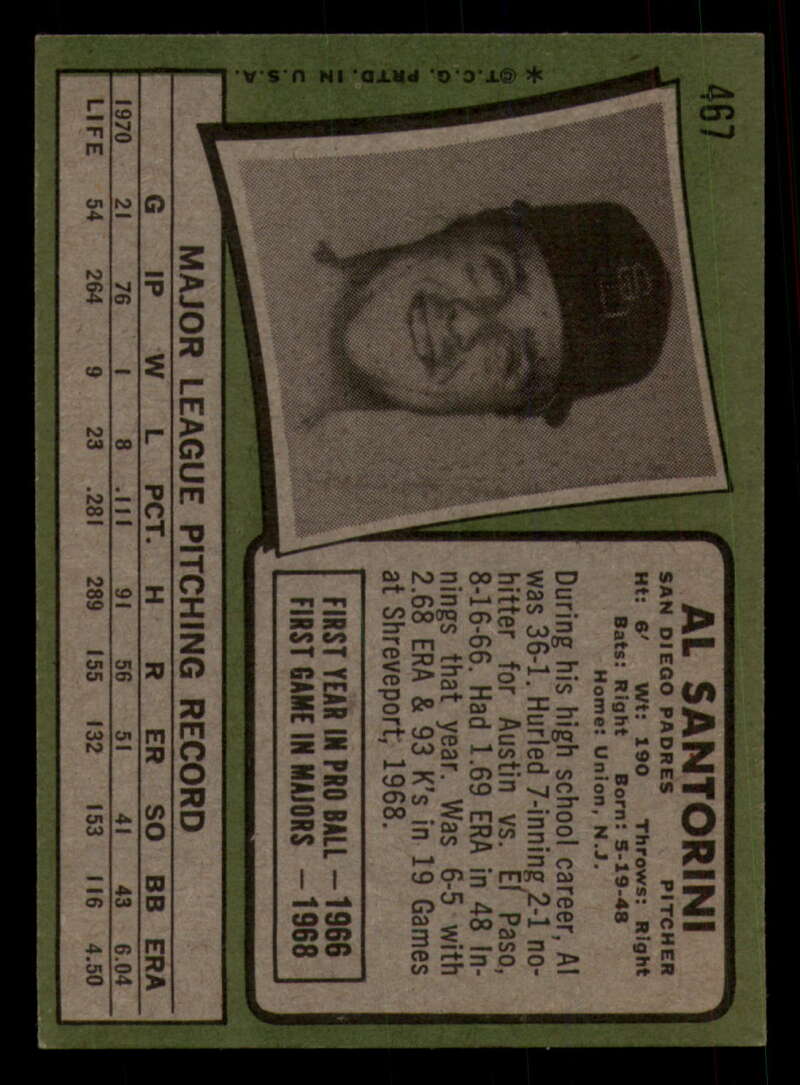 467
AL SANTORINI
SAN DIEGO PADRES PITCHER
Ht: 6' Wt: 190 Throws: Right
Bats: Right Born: 5-19-48
Home: Union, N.J.
During his high school career, Al
was 36-1. Hurled 7-inning 2-1 no-
hitter for Austin vs. El Paso,
8-16-66. Had 1.69 ERA in 48 In-
nings that year. Was 6-5 with
2.68 ERA & 93 K's in 19 Games
at Shreveport, 1968.
FIRST YEAR IN PRO BALL — 1966
FIRST GAME IN MAJORS — 1968
*©T.C.G. PRTD. IN U.S.A.
MAJOR LEAGUE PITCHING RECORD
G IP W L PCT. H R ER SO BB ERA
1970 21 76 1 8 .111 91 56 51 41 43 6.04
LIFE 54 264 9 23 .281 289 155 132 153 116 4.50